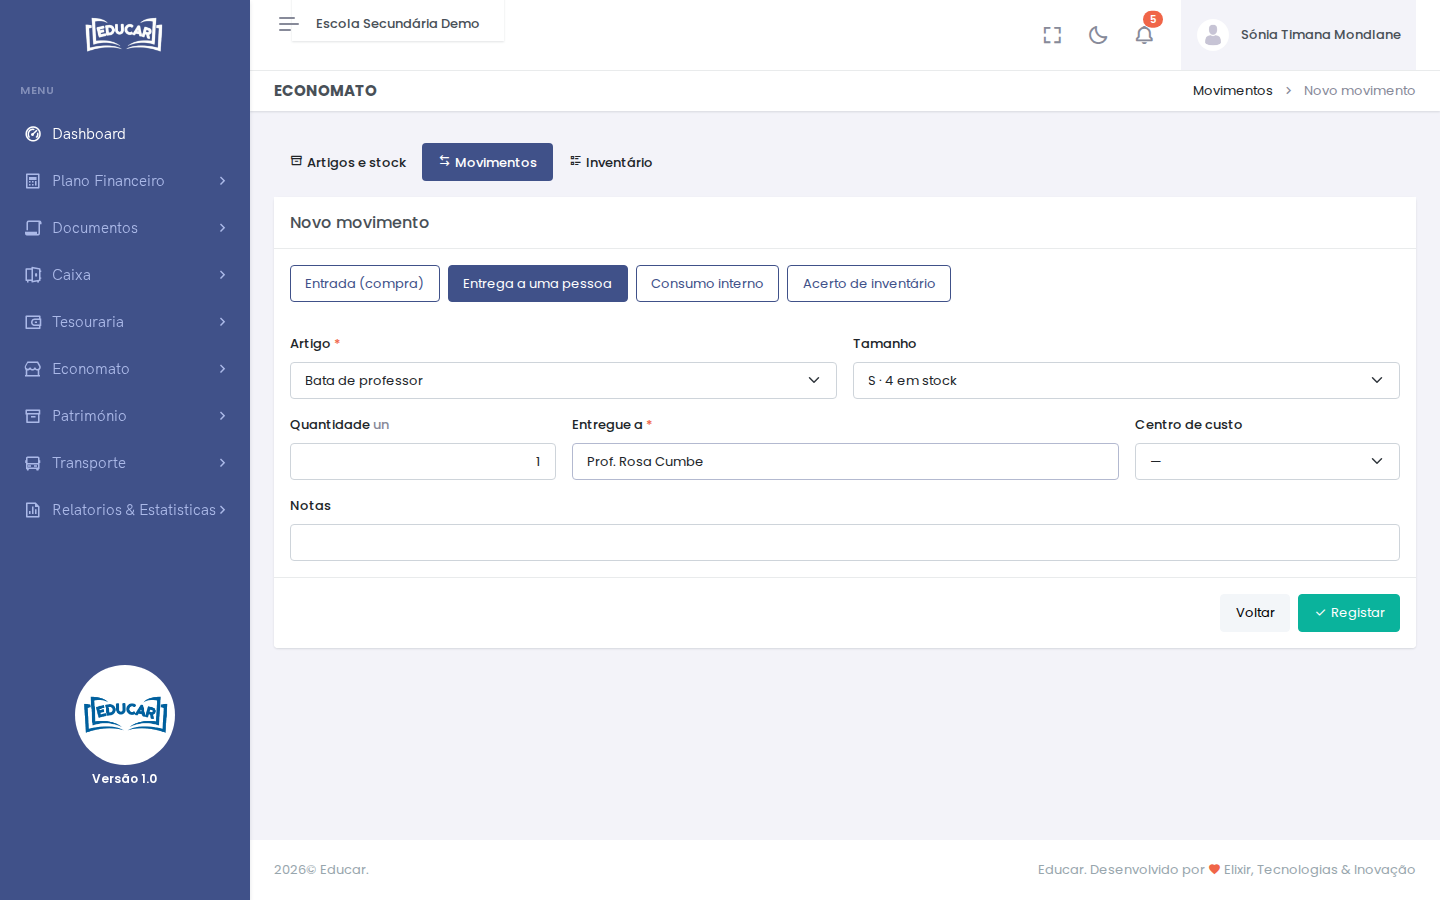 EDUCAR
Escola Secundária Demo
5
Sónia Timana Mondlane
MENU
ECONOMATO
Movimentos
Novo movimento
Dashboard
Plano Financeiro
Documentos
Caixa
Tesouraria
Economato
Património
Transporte
Relatorios & Estatisticas
Artigos e stock
Movimentos
Inventário
Novo movimento
Entrada (compra)
Entrega a uma pessoa
Consumo interno
Acerto de inventário
Artigo *
Tamanho
Bata de professor
S · 4 em stock
Quantidade un
Entregue a *
Centro de custo
1
Prof. Rosa Cumbe
—
Notas
Voltar
Registar
EDUCAR
Versão 1.0
2026© Educar.
Educar. Desenvolvido por
Elixir, Tecnologias & Inovação